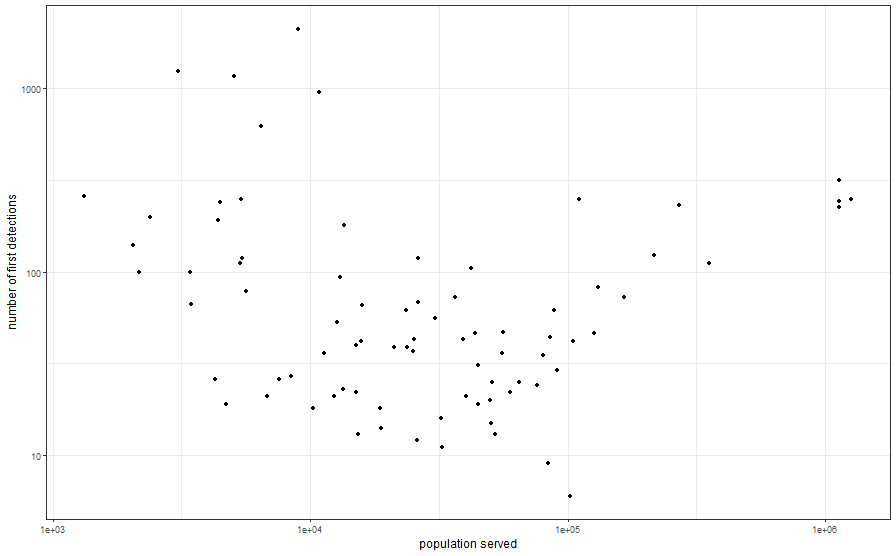 number of first detections
1000
100
10
1e+03
1e+04
1e+05
1e+06
population served